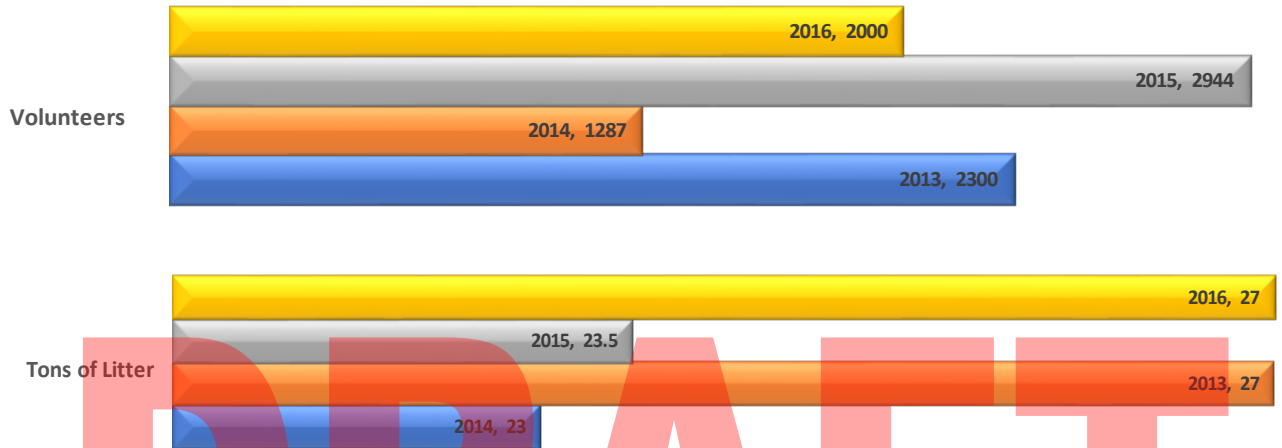 2016, 2000
2015, 2944
Volunteers
2014, 1287
2013, 2300
2016, 27
2015, 23.5
Tons of Litter
2013, 27
2014, 23
DRAFT